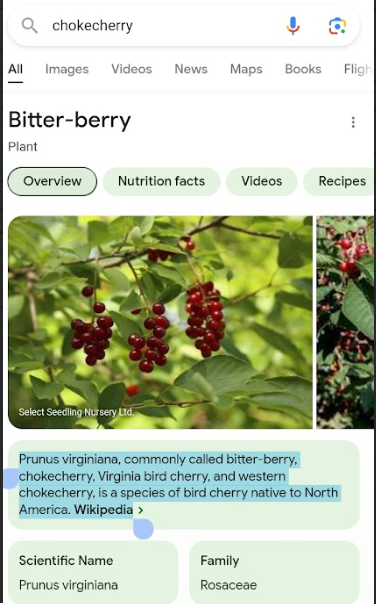 chokecherry
All Images Videos News Maps Books
Bitter-berry
Plant
Overview Nutrition facts Videos Recipes
Select Seedling Nursery Ltd.
Prunus virginiana, commonly called bitter-berry,
chokecherry, Virginia bird cherry, and western
chokecherry, is a species of bird cherry native to North
America. Wikipedia >
Scientific Name Family
Prunus virginiana Rosaceae